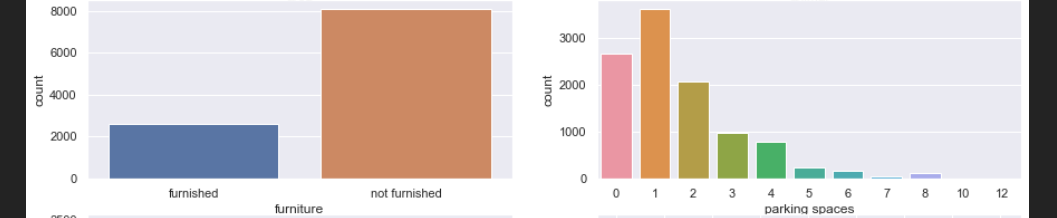 8000
6000
4000
2000
0
count
furnished not furnished
furniture
3000
2000
1000
0
count
0 1 2 3 4 5 6 7 8 10 12
parking spaces
2500